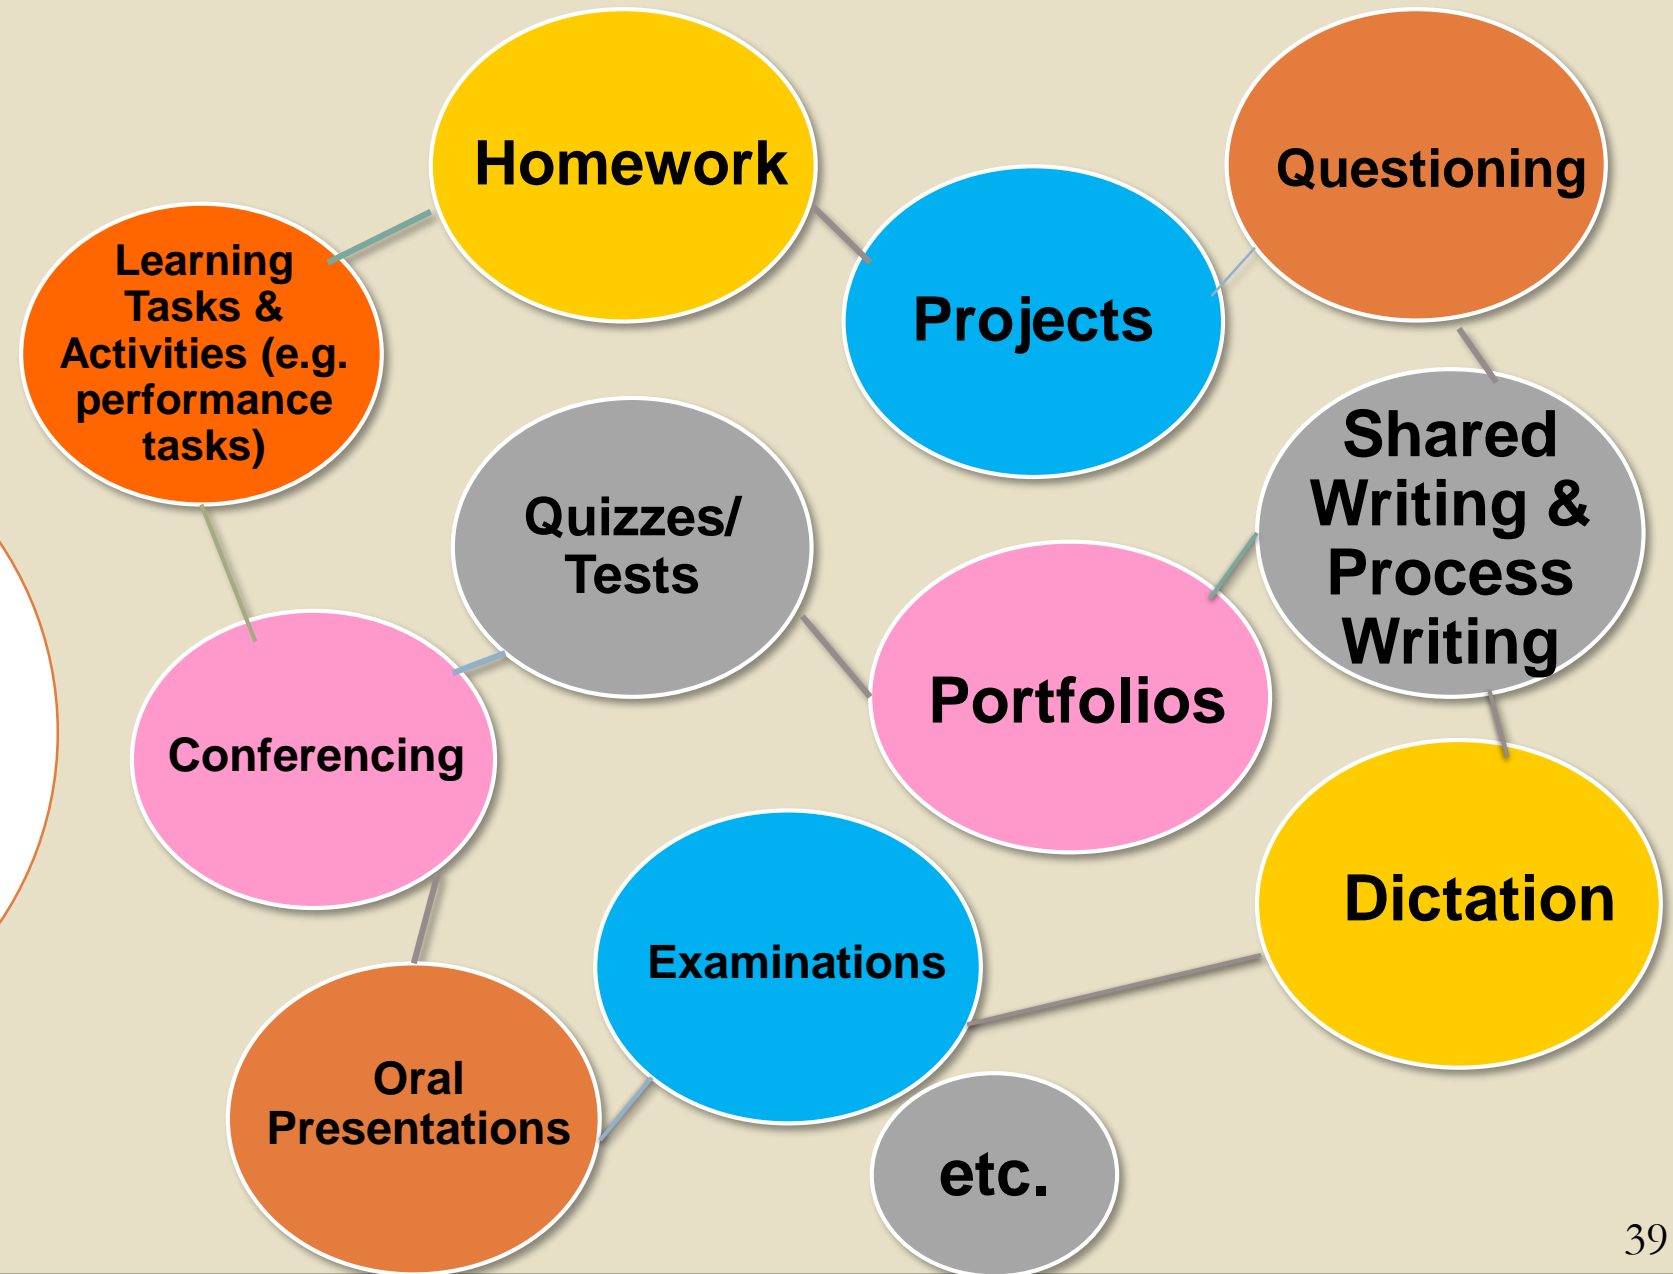 Homework
Questioning
Learning
Tasks &
Activities (e.g.
performance
tasks)
Projects
Quizzes/
Tests
Shared
Writing &
Process
Writing
Portfolios
Conferencing
Dictation
Examinations
Oral
Presentations
etc.
39